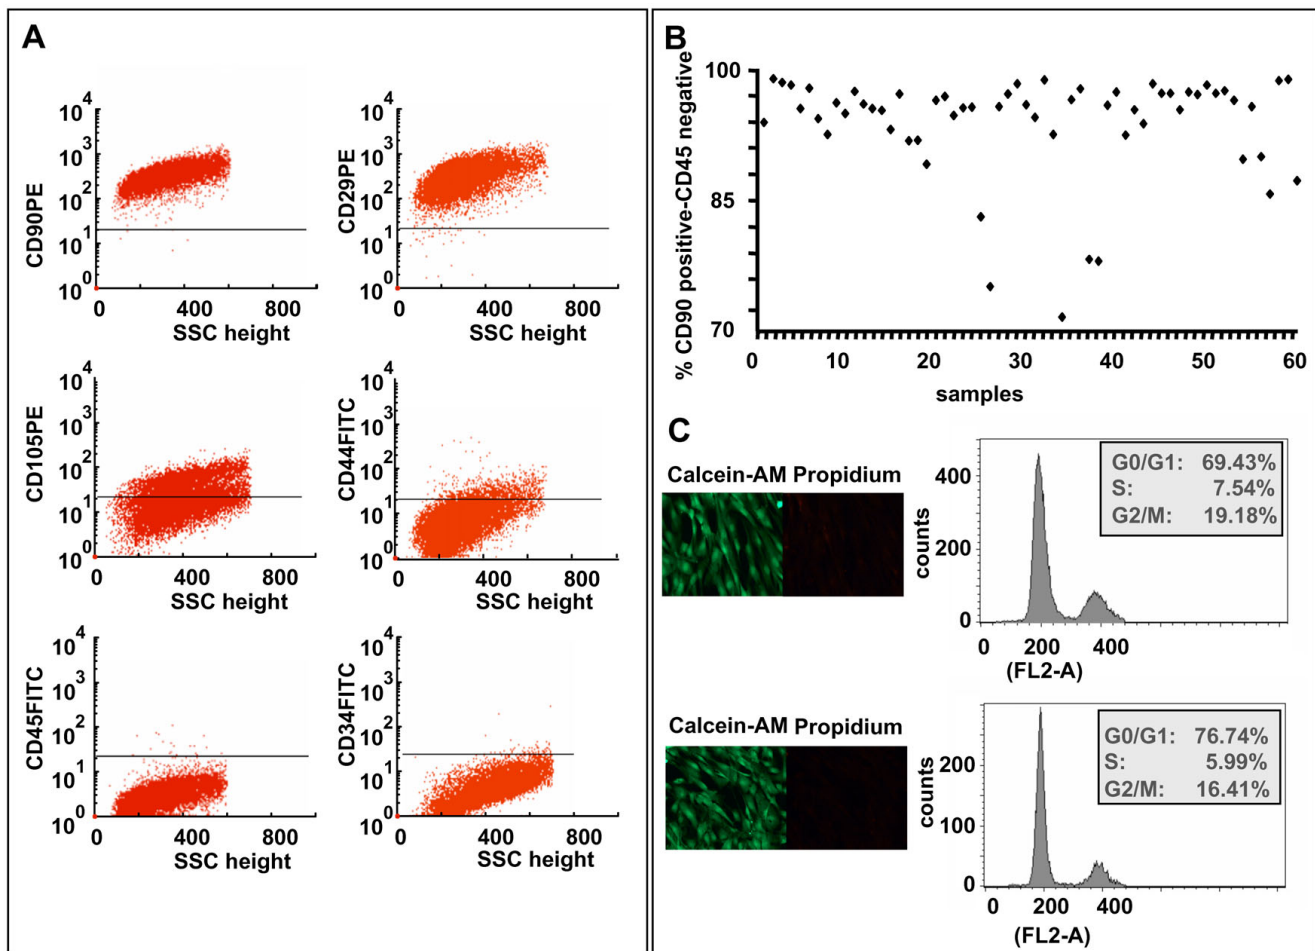 A
CD90PE
10 4
10 3
10 2
10 1
10 0
0 400 800
SSC height
CD29PE
10 4
10 3
10 2
10 1
10 0
0 400 800
SSC height
CD105PE
10 4
10 3
10 2
10 1
10 0
0 400 800
SSC height
CD44FITC
10 4
10 3
10 2
10 1
10 0
0 400 800
SSC height
CD45FITC
10 4
10 3
10 2
10 1
10 0
0 400 800
SSC height
CD34FITC
10 4
10 3
10 2
10 1
10 0
0 400 800
SSC height
B
% CD90 positive-CD45 negative
100
85
70
0 10 20 30 40 50 60
samples
C
Calcein-AM Propidium
counts
400
200
0
0 200 400
(FL2-A)
G0/G1: 69.43%
S: 7.54%
G2/M: 19.18%
Calcein-AM Propidium
counts
200
100
0
0 200 400
(FL2-A)
G0/G1: 76.74%
S: 5.99%
G2/M: 16.41%